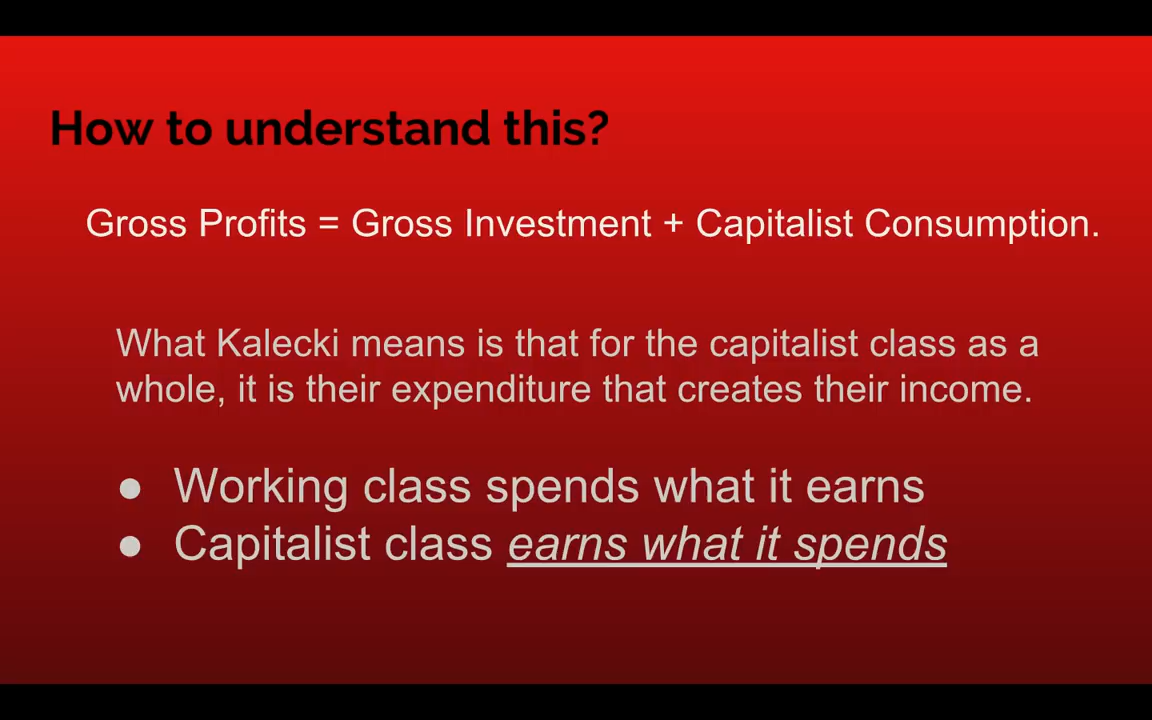 How to understand this?
Gross Profits = Gross Investment + Capitalist Consumption.
What Kalecki means is that for the capitalist class as a
whole, it is their expenditure that creates their income.
● Working class spends what it earns
● Capitalist class earns what it spends